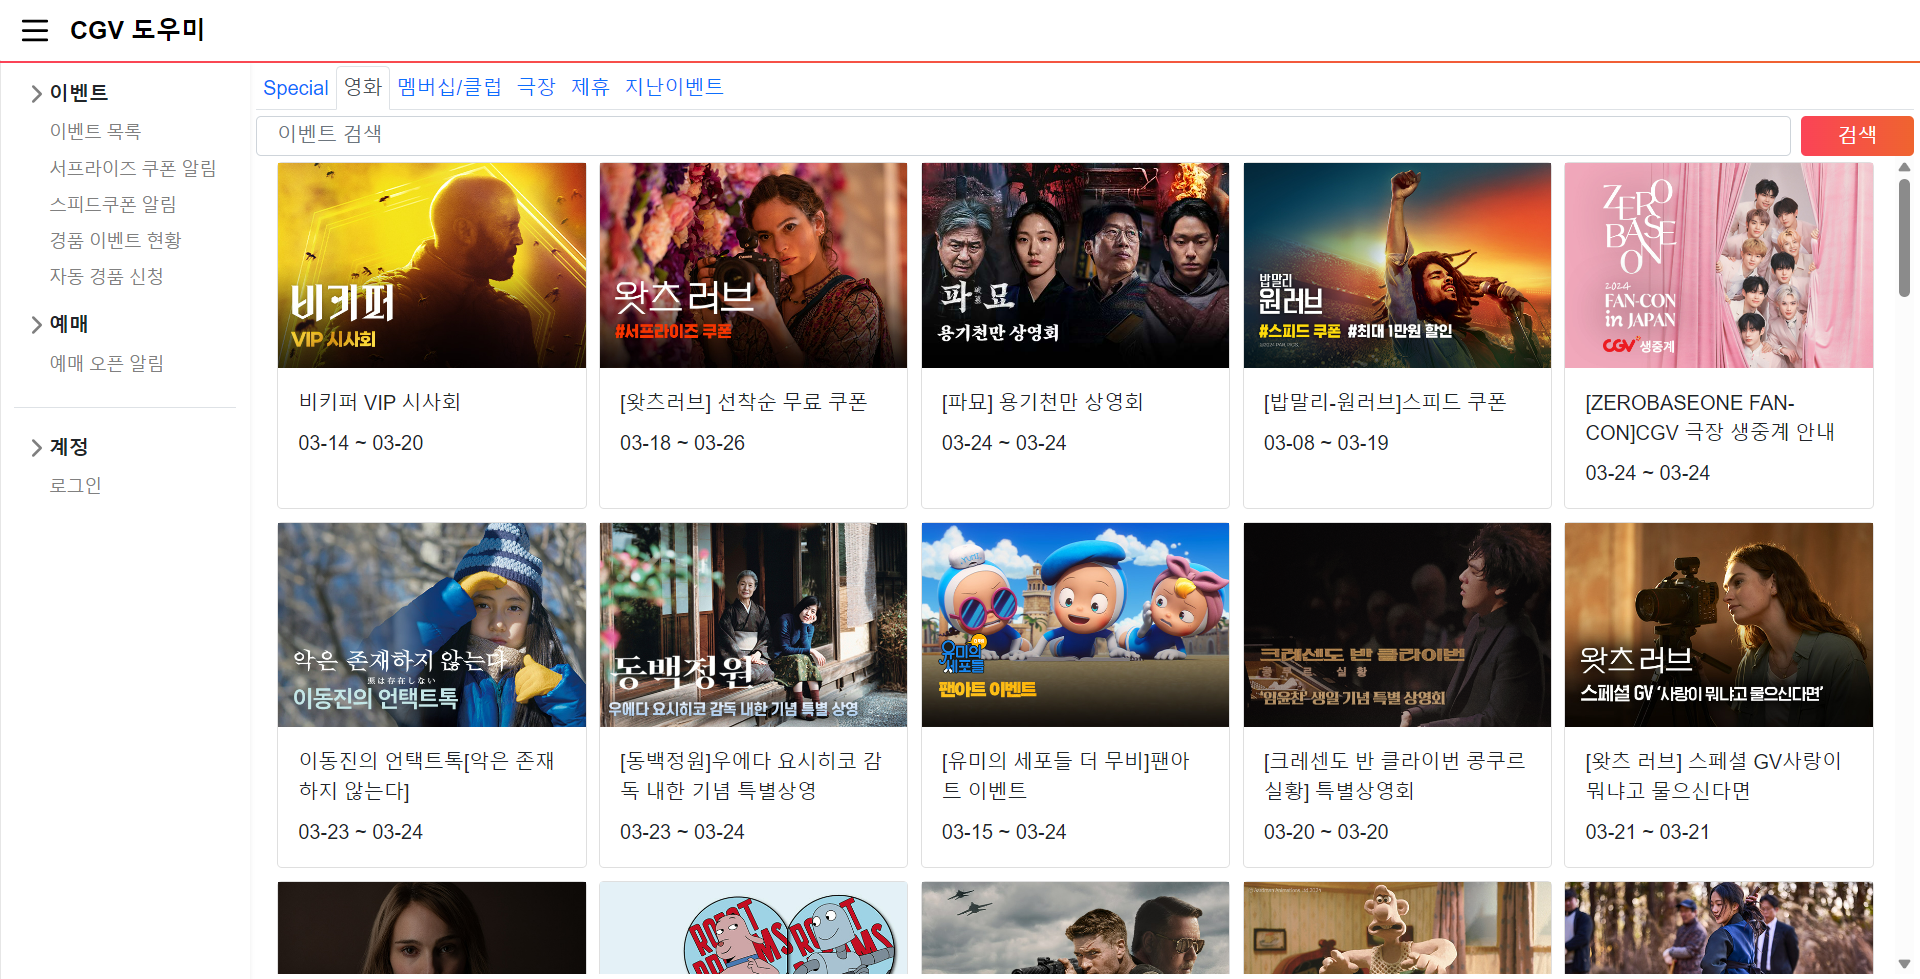 CGV 도우미
이벤트
이벤트 목록
서프라이즈 쿠폰 알림
스피드쿠폰 알림
경품 이벤트 현황
자동 경품 신청
예매
예매 오픈 알림
계정
로그인
Special 영화 멤버십/클럽 극장 제휴 지난이벤트
이벤트 검색
검색
비키퍼
VIP 시사회
비키퍼 VIP 시사회
03-14 ~ 03-20
왓츠 러브
#서프라이즈 쿠폰
[왓츠러브] 선착순 무료 쿠폰
03-18 ~ 03-26
파묘
용기천만 상영회
[파묘] 용기천만 상영회
03-24 ~ 03-24
밥말리
원러브
#스피드 쿠폰 #최대 1만원 할인
[밥말리-원러브]스피드 쿠폰
03-08 ~ 03-19
ZERO
BASE
ON
2024
FAN-CON
in JAPAN
CGV 생중계
[ZEROBASEONE FAN-
CON]CGV 극장 생중계 안내
03-24 ~ 03-24
악은 존재하지 않는다
悪は存在しない
이동진의 언택트톡
이동진의 언택트톡[악은 존재
하지 않는다]
03-23 ~ 03-24
동백정원
우에다 요시히코 감독 내한 기념 특별 상영
[동백정원]우에다 요시히코 감
독 내한 기념 특별상영
03-23 ~ 03-24
유미의
세포들
팬아트 이벤트
[유미의 세포들 더 무비]팬아
트 이벤트
03-15 ~ 03-24
크레센도 반 클라이번
콩쿠르 실황
'임윤찬' 생일 기념 특별 상영회
[크레센도 반 클라이번 콩쿠르
실황] 특별상영회
03-20 ~ 03-20
왓츠 러브
스페셜 GV '사랑이 뭐냐고 물으신다면'
[왓츠 러브] 스페셜 GV사랑이
뭐냐고 물으신다면
03-21 ~ 03-21